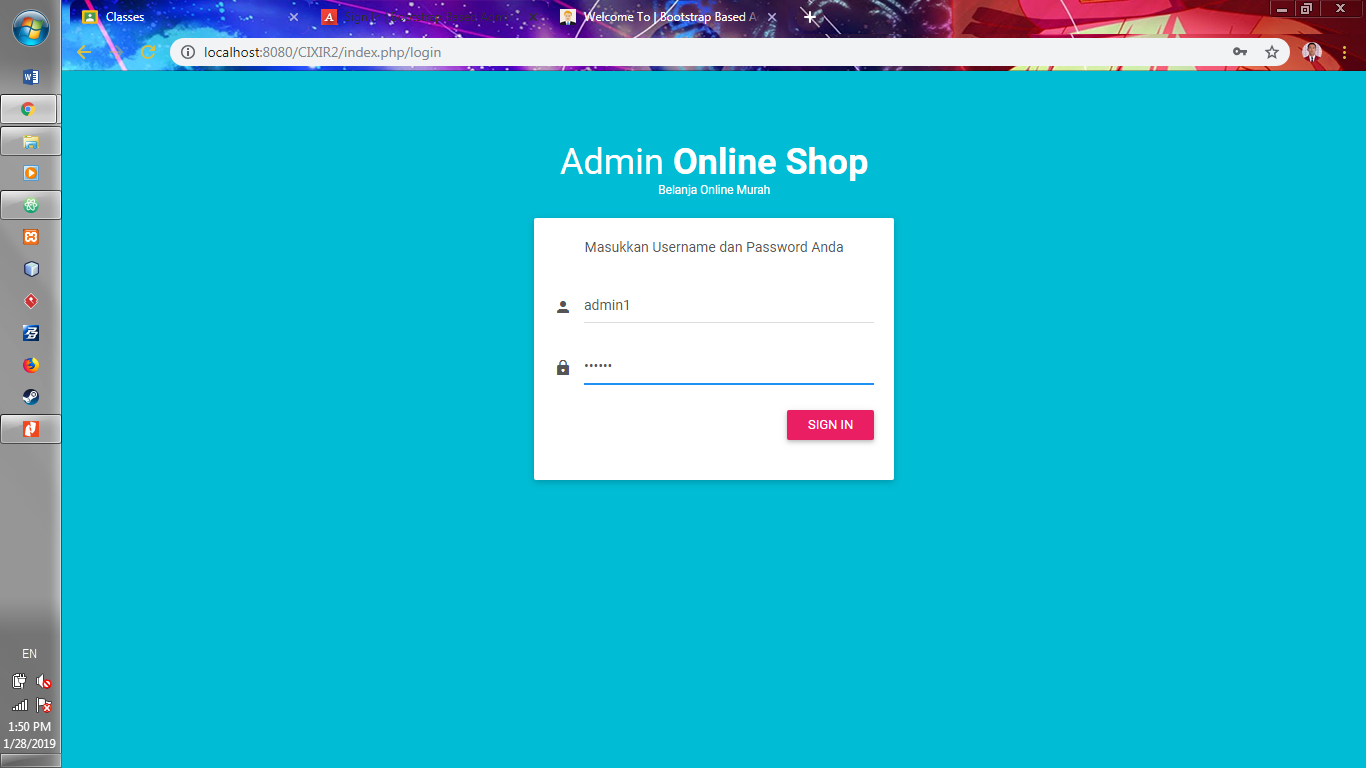 Classes
Welcome To | Bootstrap Based A
localhost:8080/CIXIR2/index.php/login
Admin Online Shop
Belanja Online Murah
Masukkan Username dan Password Anda
admin1
••••••
SIGN IN
EN
1:50 PM
1/28/2019